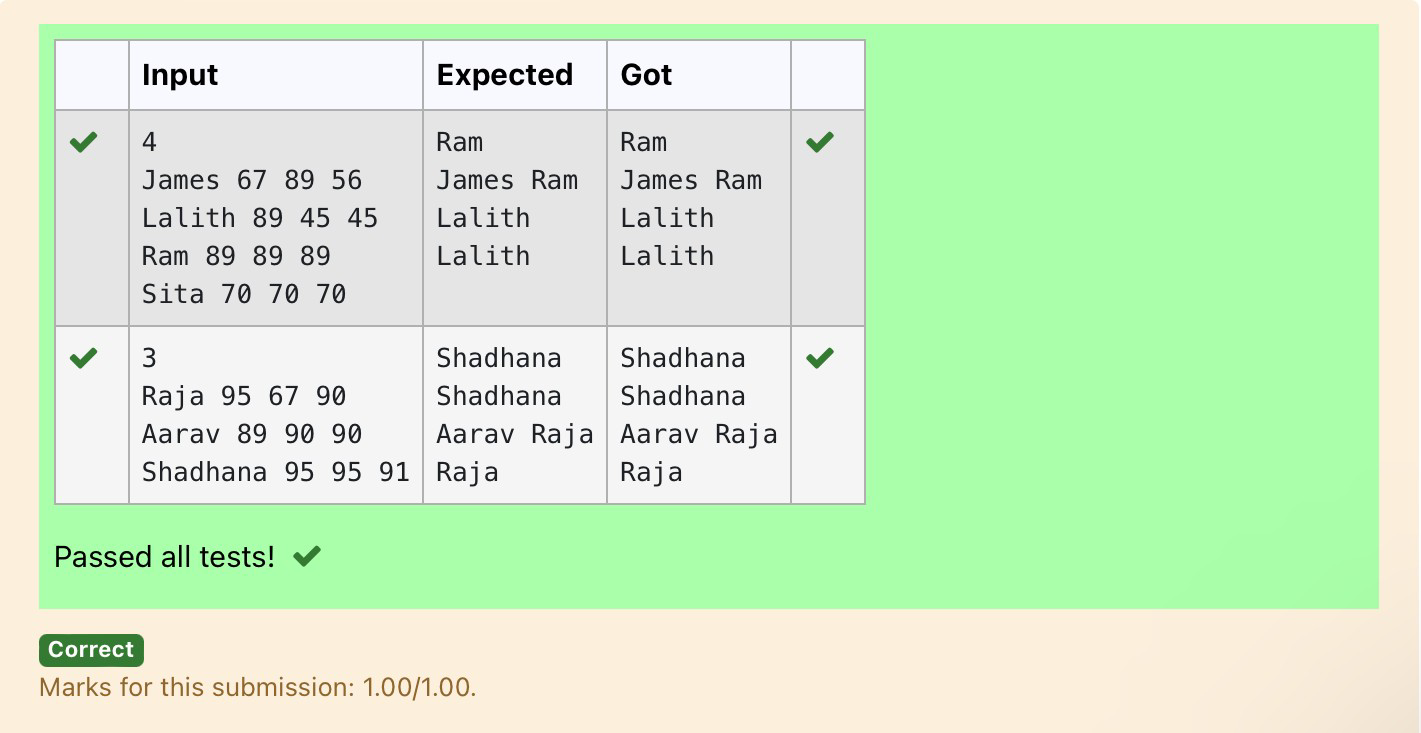 Input Expected Got
4 Ram Ram
James 67 89 56 James Ram James Ram
Lalith 89 45 45 Lalith Lalith
Ram 89 89 89 Lalith Lalith
Sita 70 70 70
3 Shadhana Shadhana
Raja 95 67 90 Shadhana Shadhana
Aarav 89 90 90 Aarav Raja Aarav Raja
Shadhana 95 95 91 Raja Raja
Passed all tests!
Correct
Marks for this submission: 1.00/1.00.